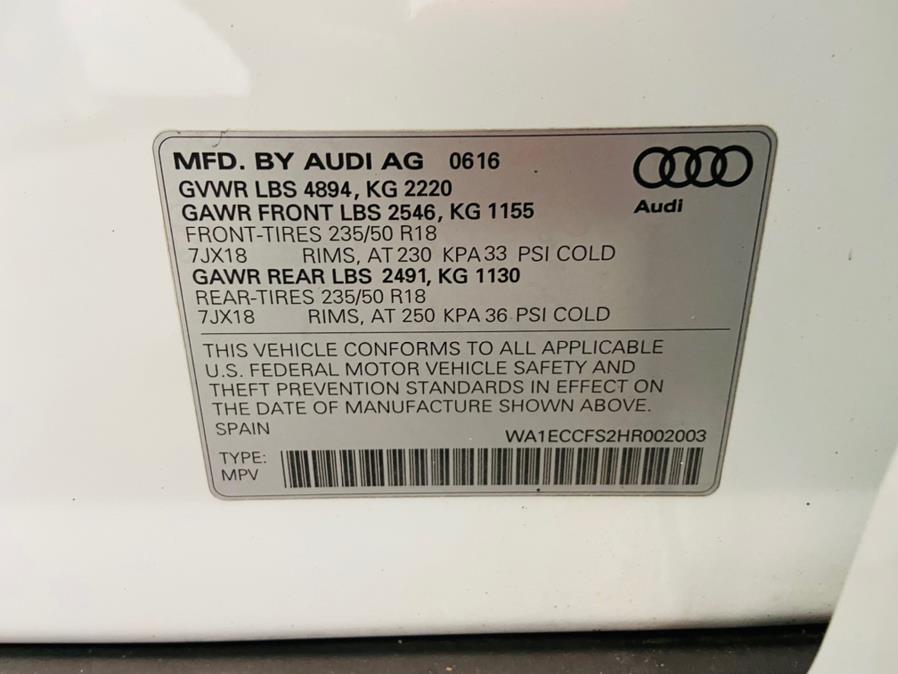 MFD. BY AUDI AG 0616
GVWR LBS 4894, KG 2220
GAWR FRONT LBS 2546, KG 1155
FRONT-TIRES 235/50 R18
7JX18 RIMS, AT 230 KPA 33 PSI COLD
GAWR REAR LBS 2491, KG 1130
REAR-TIRES 235/50 R18
7JX18 RIMS, AT 250 KPA 36 PSI COLD
Audi
THIS VEHICLE CONFORMS TO ALL APPLICABLE
U.S. FEDERAL MOTOR VEHICLE SAFETY AND
THEFT PREVENTION STANDARDS IN EFFECT ON
THE DATE OF MANUFACTURE SHOWN ABOVE.
SPAIN
WA1ECCFS2HR002003
TYPE:
MPV